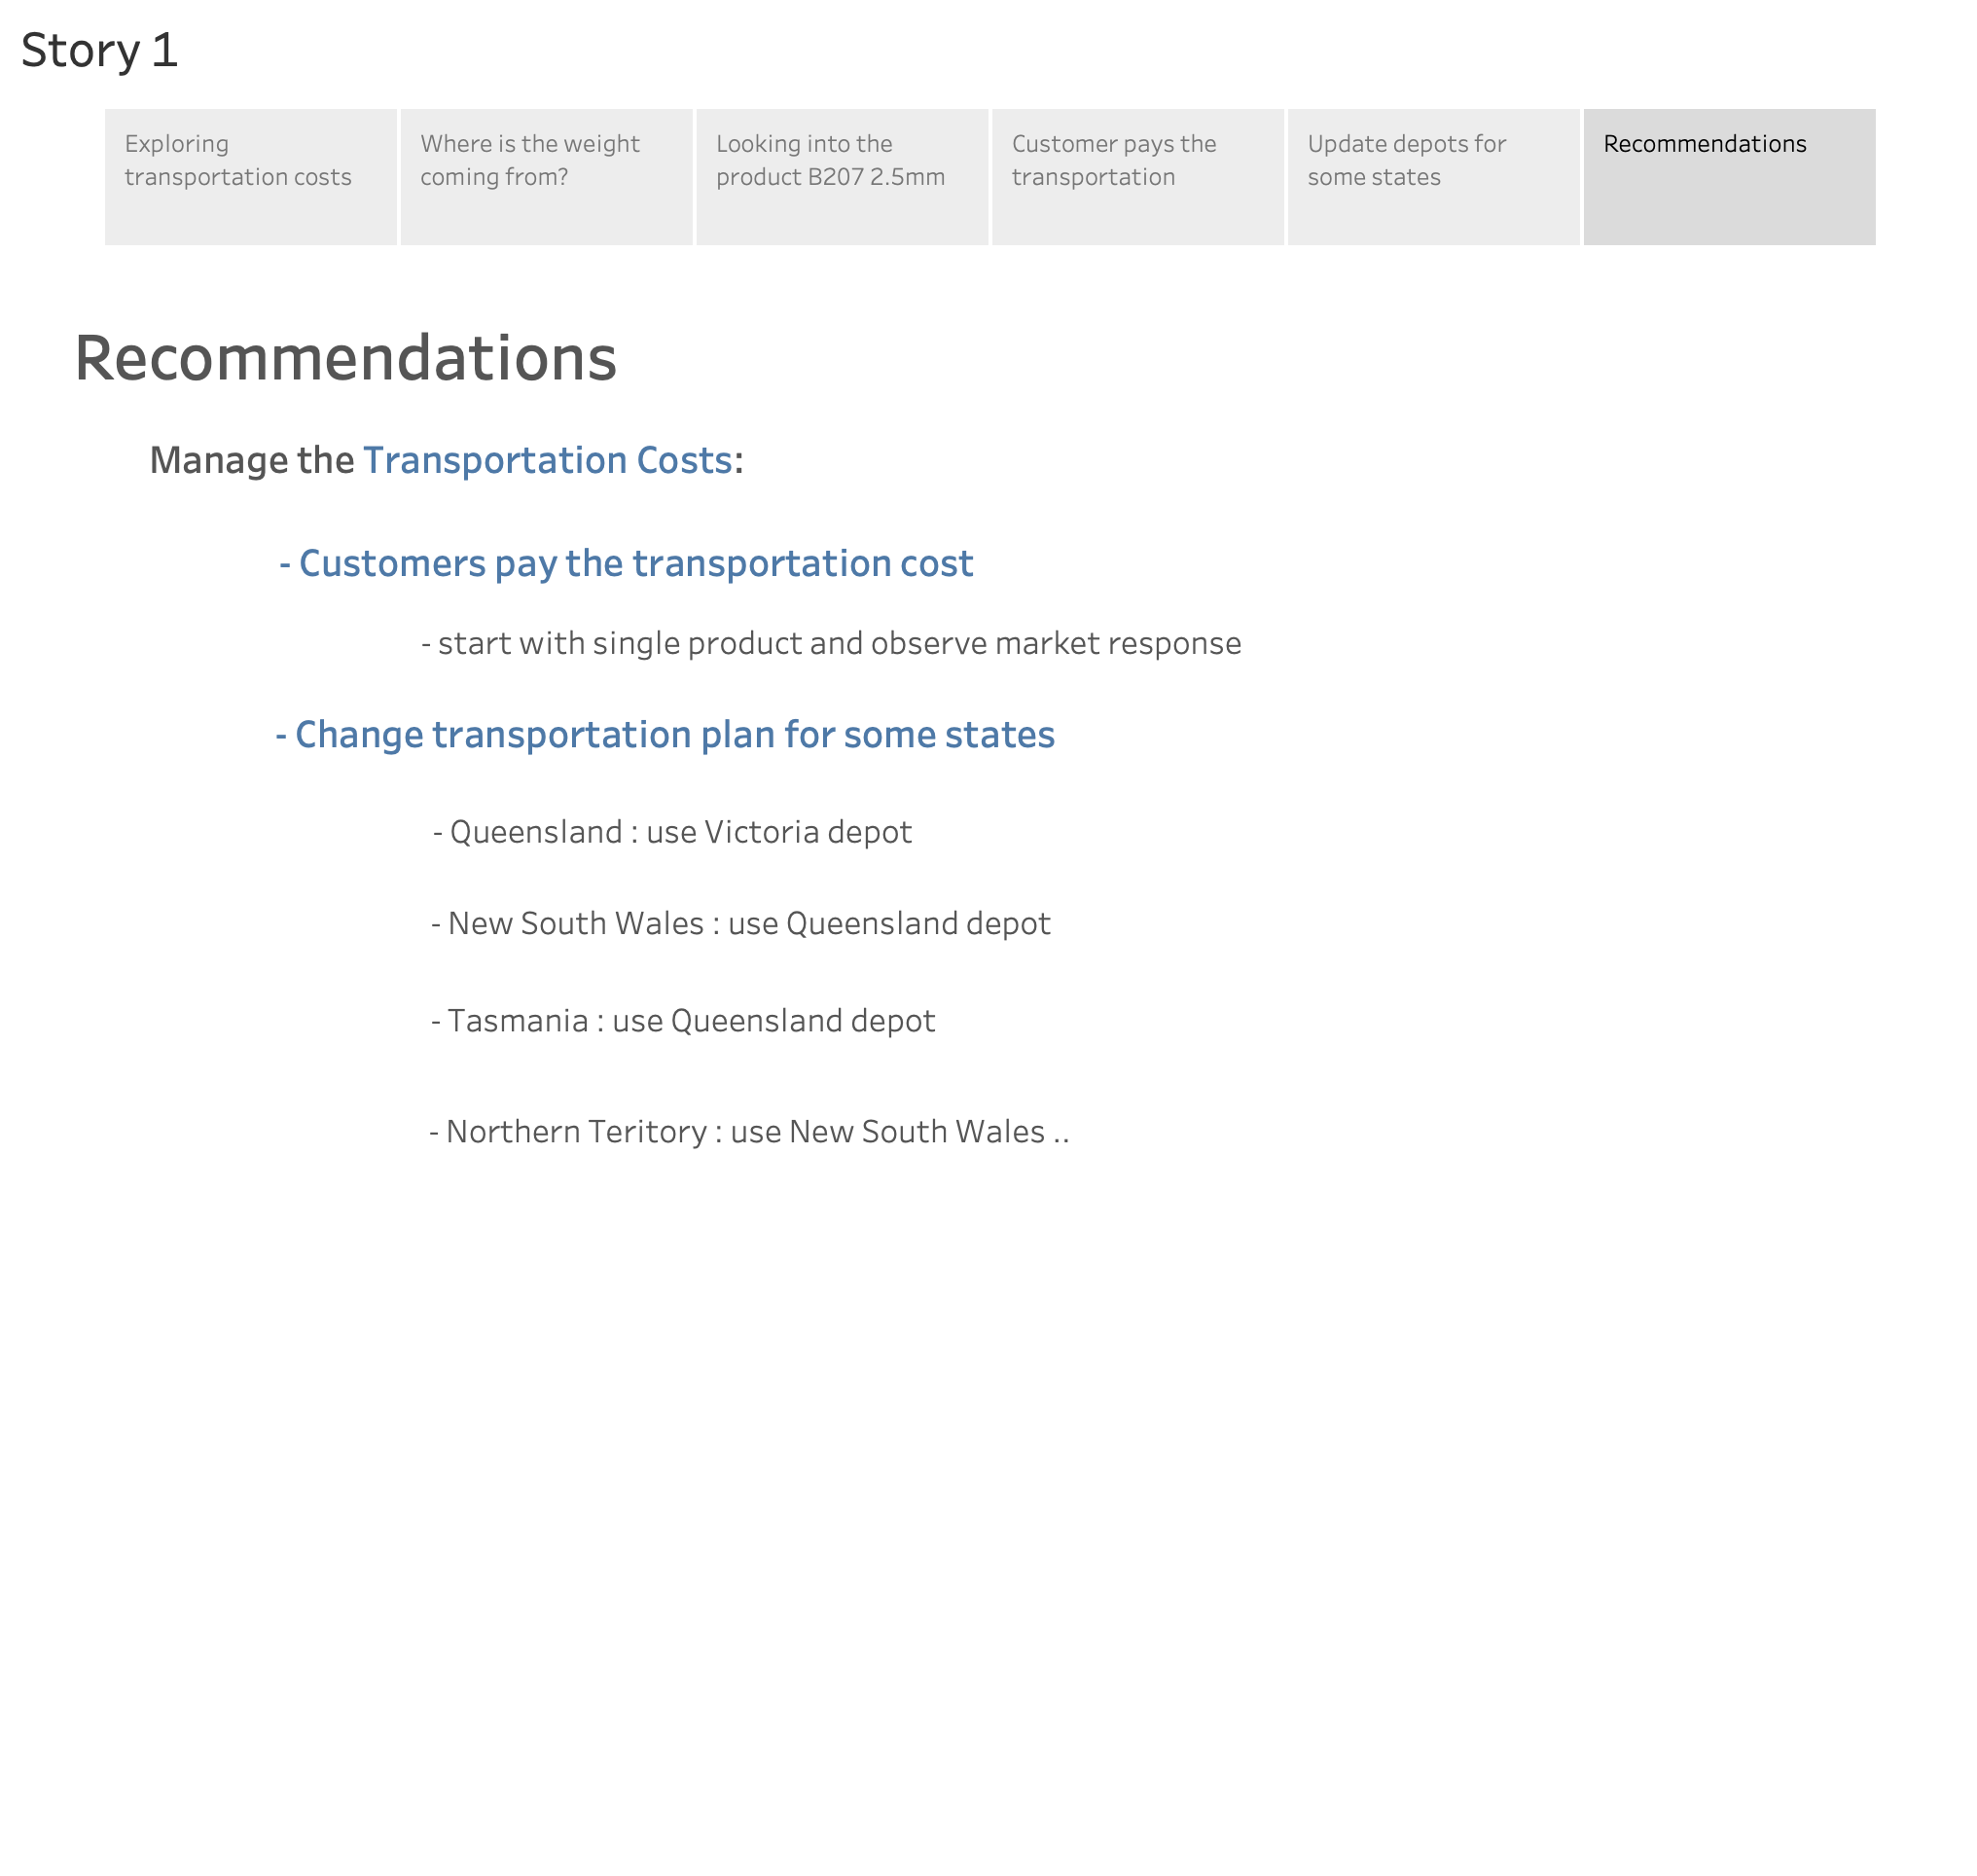 Story 1
Exploring
transportation costs
Where is the weight
coming from?
Looking into the
product B207 2.5mm
Customer pays the
transportation
Update depots for
some states
Recommendations
Recommendations
Manage the Transportation Costs:
- Customers pay the transportation cost
- start with single product and observe market response
- Change transportation plan for some states
- Queensland : use Victoria depot
- New South Wales : use Queensland depot
- Tasmania : use Queensland depot
- Northern Teritory : use New South Wales ..